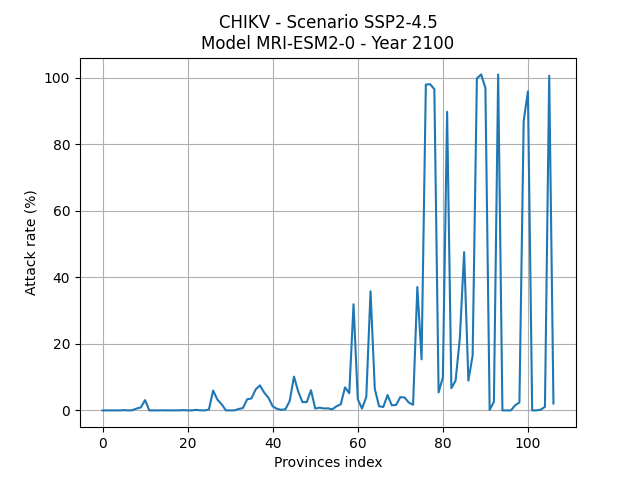 CHIKV - Scenario SSP2-4.5
Model MRI-ESM2-0 - Year 2100
100
80
60
40
20
0
Attack rate (%)
0 20 40 60 80 100
Provinces index